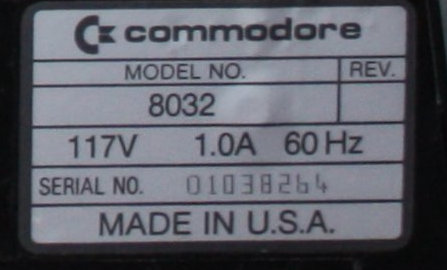 commodore
MODEL NO. REV.
8032
117V 1.0A 60 Hz
SERIAL NO. 01038264
MADE IN U.S.A.